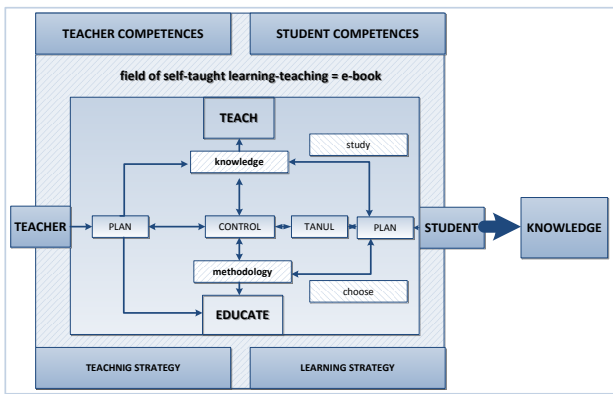 TEACHER COMPETENCES
STUDENT COMPETENCES
field of self-taught learning-teaching = e-book
TEACH
knowledge
study
TEACHER
PLAN
CONTROL
TANUL
PLAN
STUDENT
KNOWLEDGE
methodology
choose
EDUCATE
TEACHNIG STRATEGY
LEARNING STRATEGY